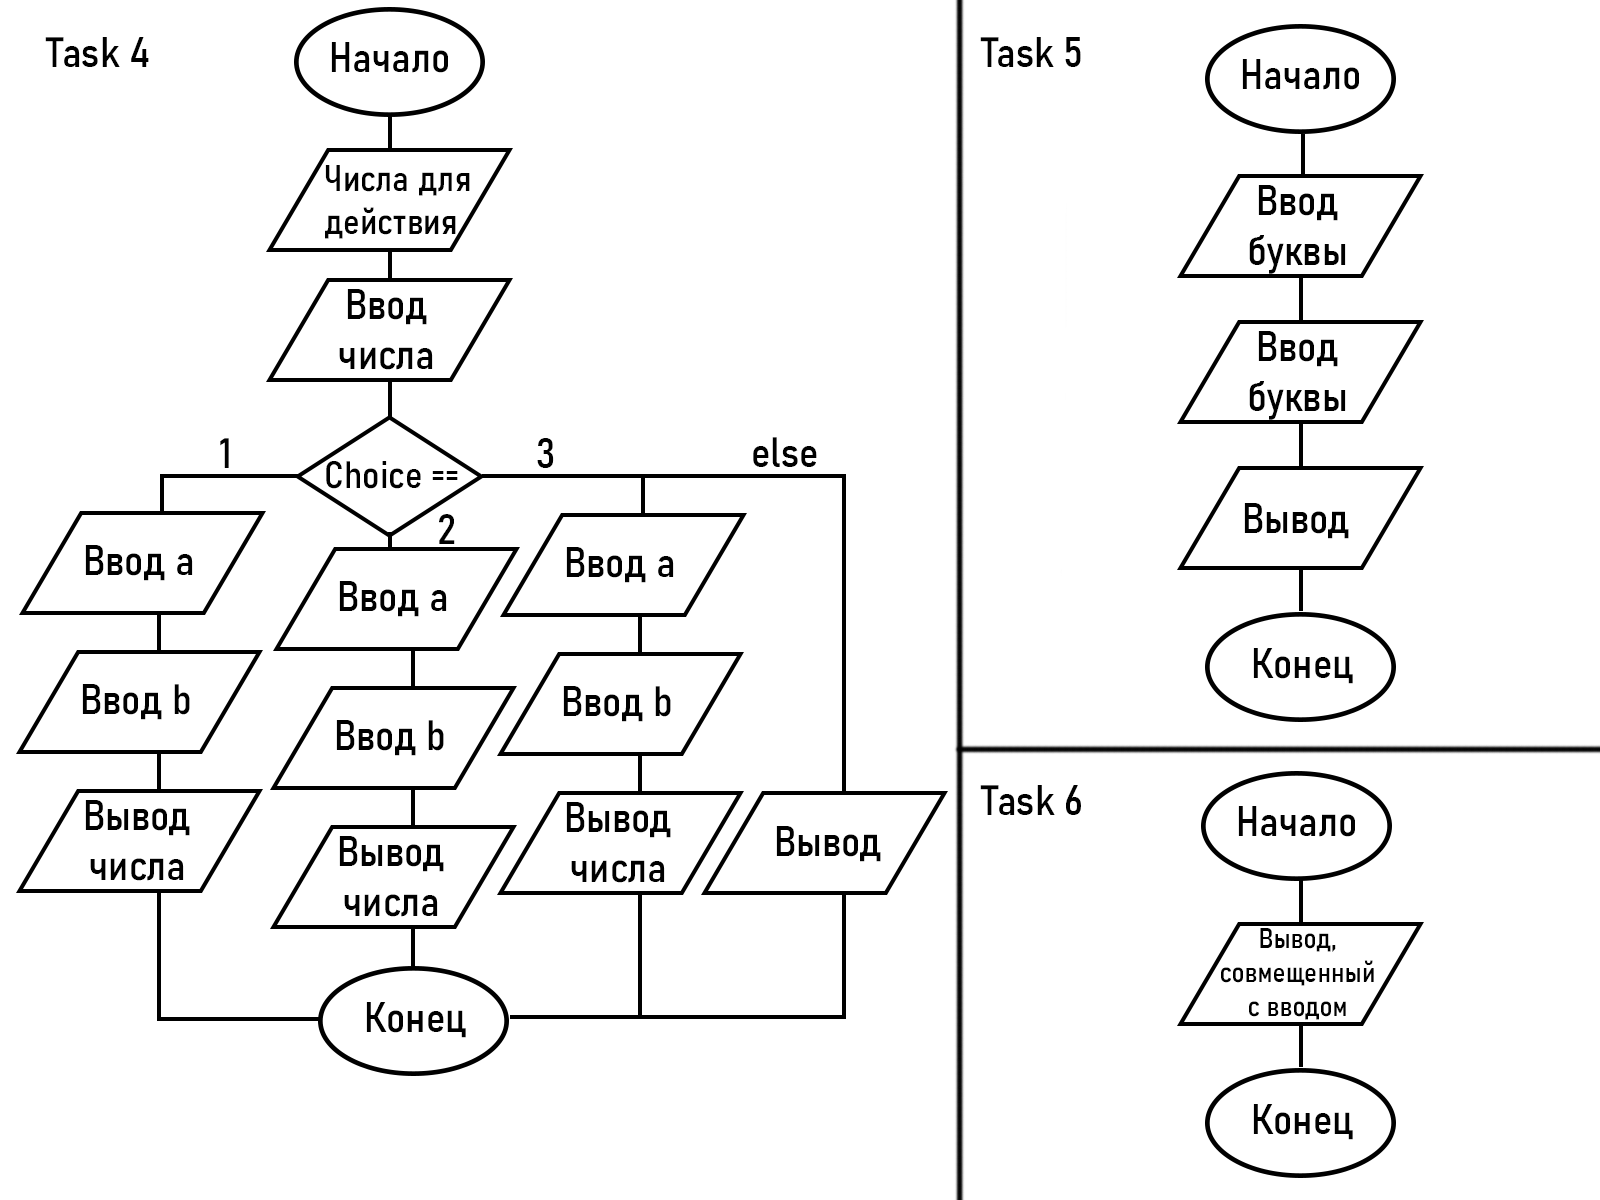 Task 4
Начало
Числа для
действия
Ввод
числа
Choice ==
1
2
3
else
Ввод a
Ввод b
Вывод
числа
Ввод a
Ввод b
Вывод
числа
Ввод a
Ввод b
Вывод
числа
Вывод
Конец
Task 5
Начало
Ввод
буквы
Ввод
буквы
Вывод
Конец
Task 6
Начало
Вывод,
совмещенный
с вводом
Конец